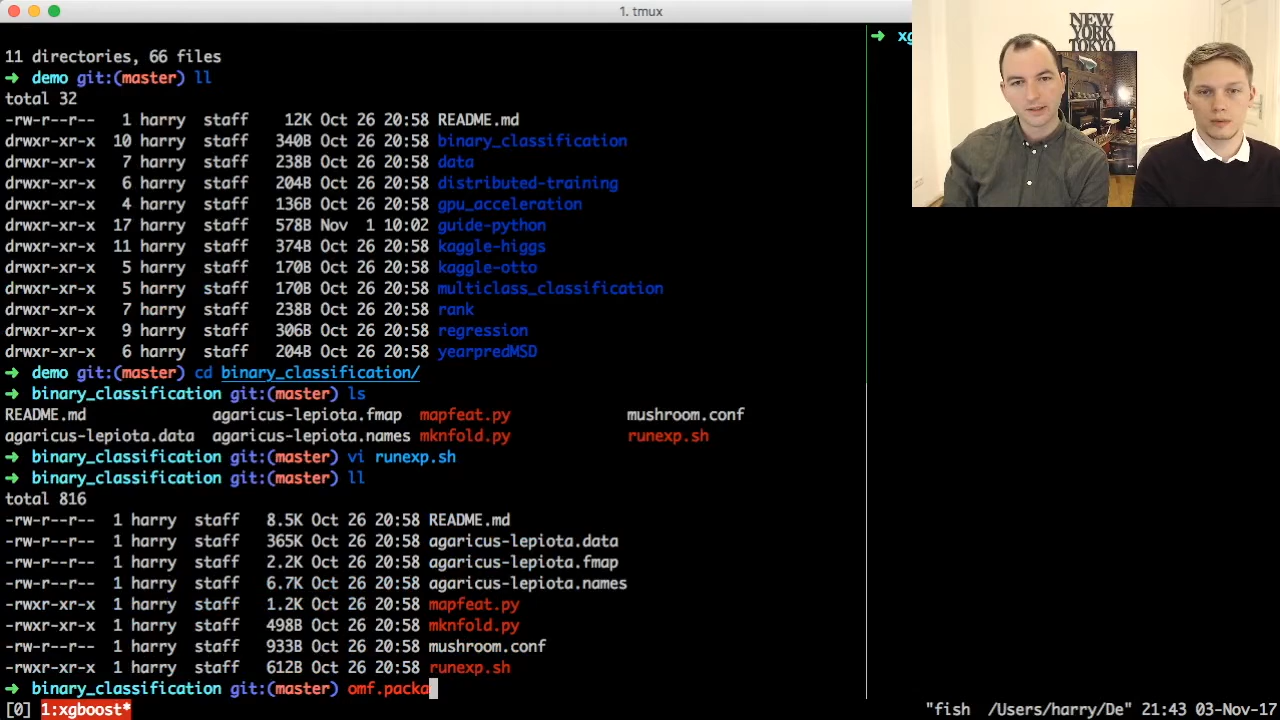 1. tmux
11 directories, 66 files
➜ demo git:(master) ll
total 32
-rw-r--r-- 1 harry staff 12K Oct 26 20:58 README.md
drwxr-xr-x 10 harry staff 340B Oct 26 20:58 binary_classification
drwxr-xr-x 7 harry staff 238B Oct 26 20:58 data
drwxr-xr-x 6 harry staff 204B Oct 26 20:58 distributed-training
drwxr-xr-x 4 harry staff 136B Oct 26 20:58 gpu_acceleration
drwxr-xr-x 17 harry staff 578B Nov 1 10:02 guide-python
drwxr-xr-x 11 harry staff 374B Oct 26 20:58 kaggle-higgs
drwxr-xr-x 5 harry staff 170B Oct 26 20:58 kaggle-otto
drwxr-xr-x 5 harry staff 170B Oct 26 20:58 multiclass_classification
drwxr-xr-x 7 harry staff 238B Oct 26 20:58 rank
drwxr-xr-x 9 harry staff 306B Oct 26 20:58 regression
drwxr-xr-x 6 harry staff 204B Oct 26 20:58 yearpredMSD
➜ demo git:(master) cd binary_classification/
➜ binary_classification git:(master) ls
README.md agaricus-lepiota.fmap mapfeat.py mushroom.conf
agaricus-lepiota.data agaricus-lepiota.names mknfold.py runexp.sh
➜ binary_classification git:(master) vi runexp.sh
➜ binary_classification git:(master) ll
total 816
-rw-r--r-- 1 harry staff 8.5K Oct 26 20:58 README.md
-rw-r--r-- 1 harry staff 365K Oct 26 20:58 agaricus-lepiota.data
-rw-r--r-- 1 harry staff 2.2K Oct 26 20:58 agaricus-lepiota.fmap
-rw-r--r-- 1 harry staff 6.7K Oct 26 20:58 agaricus-lepiota.names
-rwxr-xr-x 1 harry staff 1.2K Oct 26 20:58 mapfeat.py
-rwxr-xr-x 1 harry staff 498B Oct 26 20:58 mknfold.py
-rw-r--r-- 1 harry staff 933B Oct 26 20:58 mushroom.conf
-rwxr-xr-x 1 harry staff 612B Oct 26 20:58 runexp.sh
➜ binary_classification git:(master) omf.packa
[0] 1:xgboost* "fish /Users/harry/De" 21:43 03-Nov-17
➜ xg
NEW
YORK
TOKYO